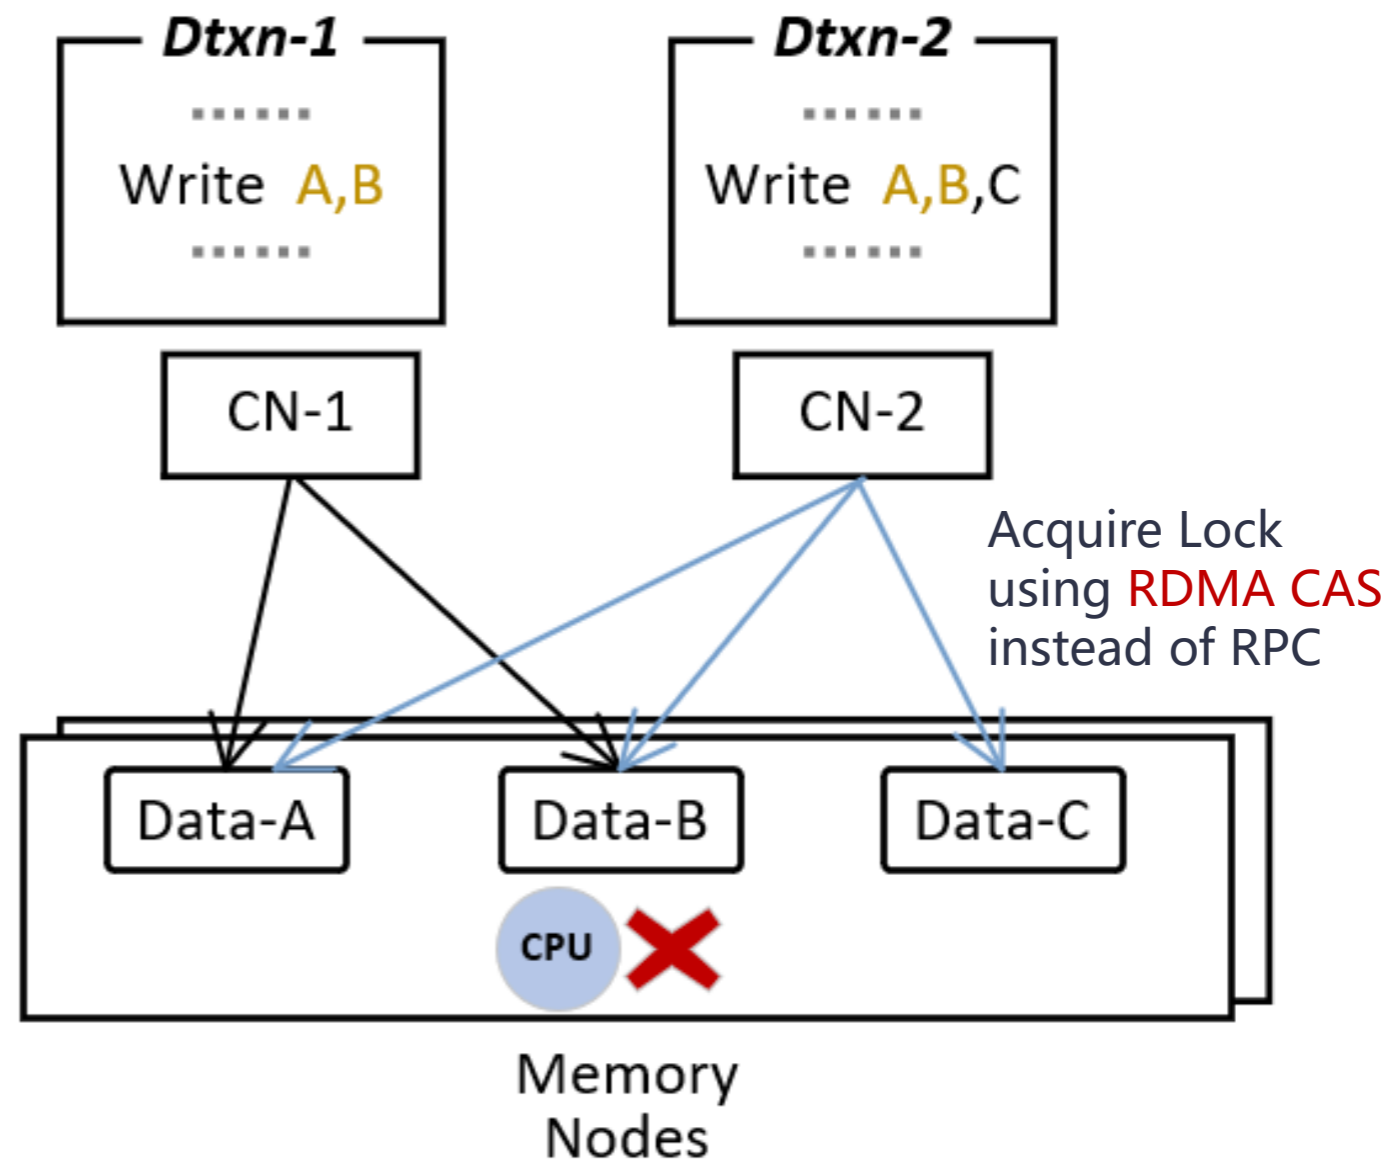 Dtxn-1
Dtxn-2
......
Write A,B
......
......
Write A,B,C
......
CN-1
CN-2
Acquire Lock
using RDMA CAS
instead of RPC
Data-A
Data-B
Data-C
CPU
Memory
Nodes